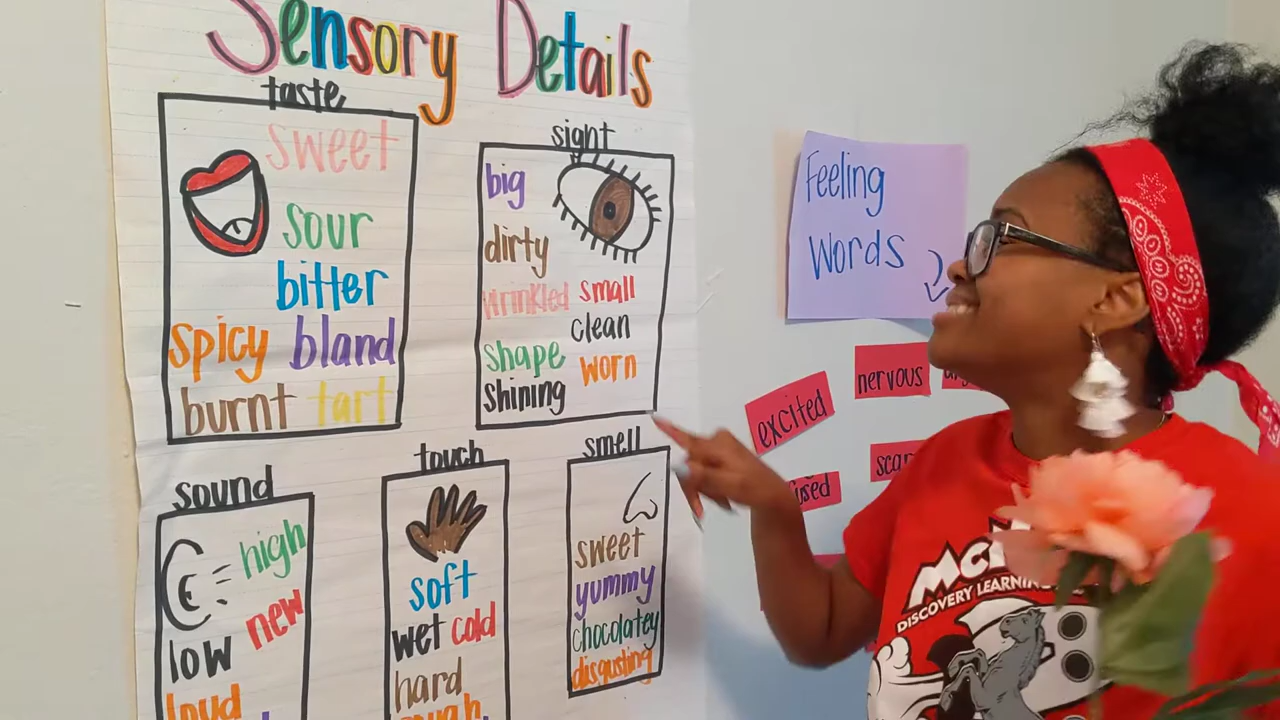 Sensory Details
taste
sweet
sour
bitter
spicy bland
burnt tart
sight
big
dirty
wrinkled small
clean
shape worn
shining
sound
high
new
low
loud
touch
soft
wet cold
hard
smell
sweet
yummy
chocolatey
disgusting
Feeling
Words
excited
nervous
DISCOVERY LEARNING